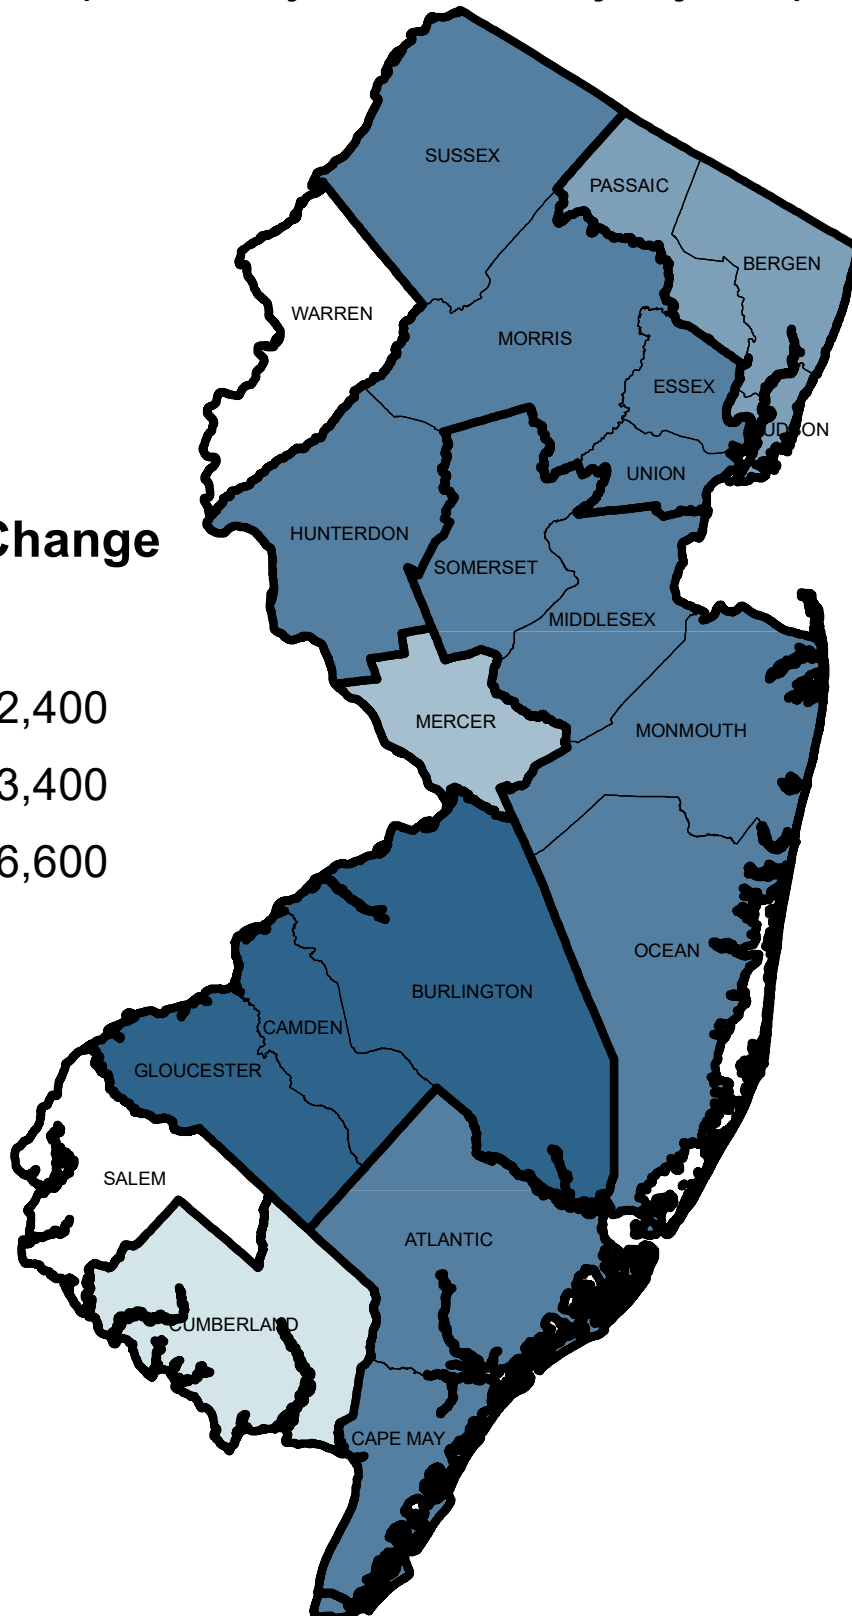 SUSSEX
PASSAIC
BERGEN
WARREN
MORRIS
ESSEX
UDSON
UNION
Change
HUNTERDON
SOMERSET
MIDDLESEX
2,400
MERCER
MONMOUTH
3,400
6,600
OCEAN
BURLINGTON
CAMDEN
GLOUCESTER
SALEM
ATLANTIC
CUMBERLAND
CAPE MAY